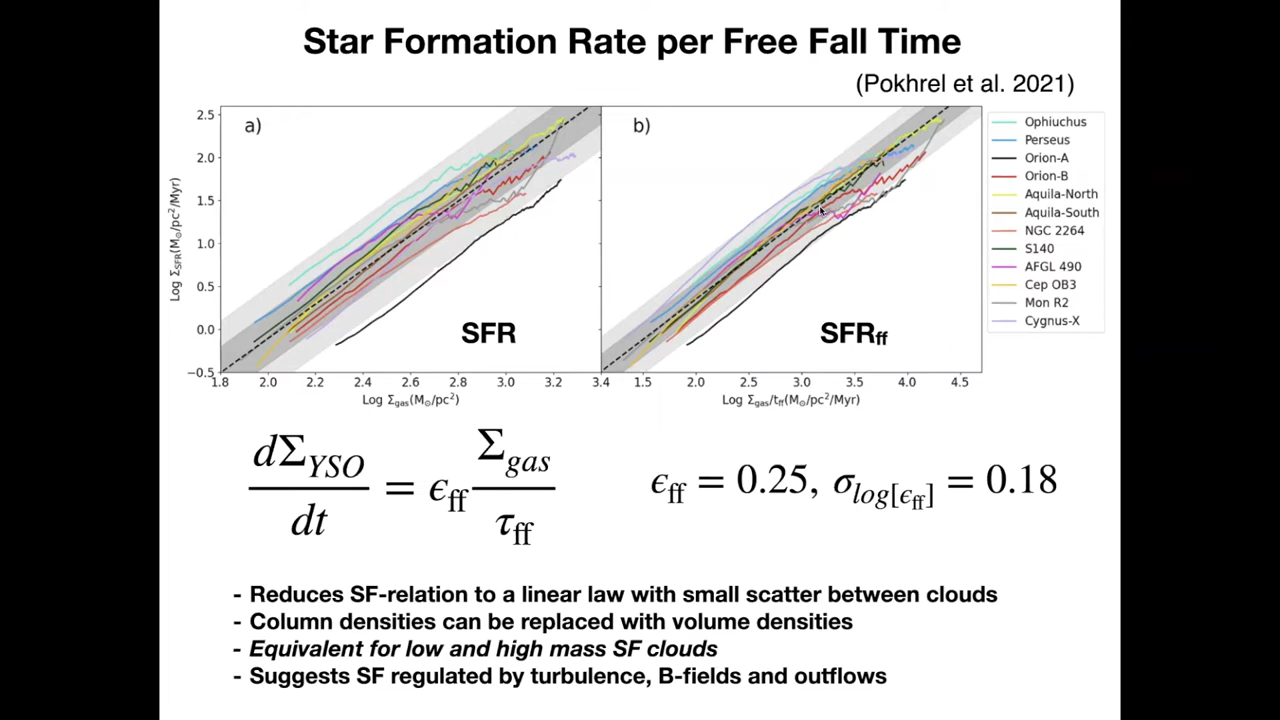 Star Formation Rate per Free Fall Time
(Pokhrel et al. 2021)
a)
b)
2.5
2.0
1.5
1.0
0.5
0.0
−0.5
Log Σ_SFR(M_⊙/pc²/Myr)
SFR
SFR_ff
1.8 2.0 2.2 2.4 2.6 2.8 3.0 3.2 3.4
1.5 2.0 2.5 3.0 3.5 4.0 4.5
Log Σ_gas(M_⊙/pc²)
Log Σ_gas/t_ff(M_⊙/pc²/Myr)
Ophiuchus
Perseus
Orion-A
Orion-B
Aquila-North
Aquila-South
NGC 2264
S140
AFGL 490
Cep OB3
Mon R2
Cygnus-X
dΣ_YSO/dt = ϵ_ff Σ_gas/τ_ff
ϵ_ff = 0.25, σ_log[ϵ_ff] = 0.18
- Reduces SF-relation to a linear law with small scatter between clouds
- Column densities can be replaced with volume densities
- Equivalent for low and high mass SF clouds
- Suggests SF regulated by turbulence, B-fields and outflows